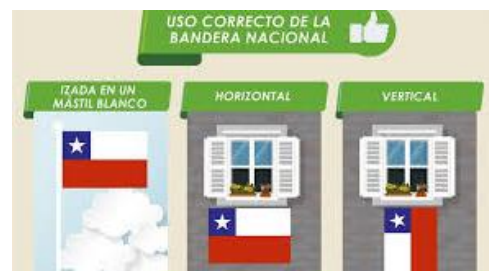 USO CORRECTO DE LA
BANDERA NACIONAL
IZADA EN UN
MÁSTIL BLANCO
HORIZONTAL
VERTICAL